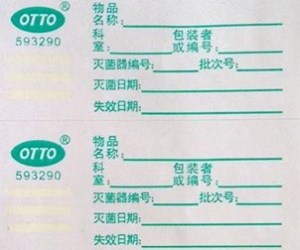 OTTO®
593290
物品
名称：
科 包装者
室： 或编号：
灭菌器编号： 批次号：
灭菌日期：
失效日期：
OTTO®
593290
物品
名称：
科 包装者
室： 或编号：
灭菌器编号： 批次号：
灭菌日期：
失效日期：